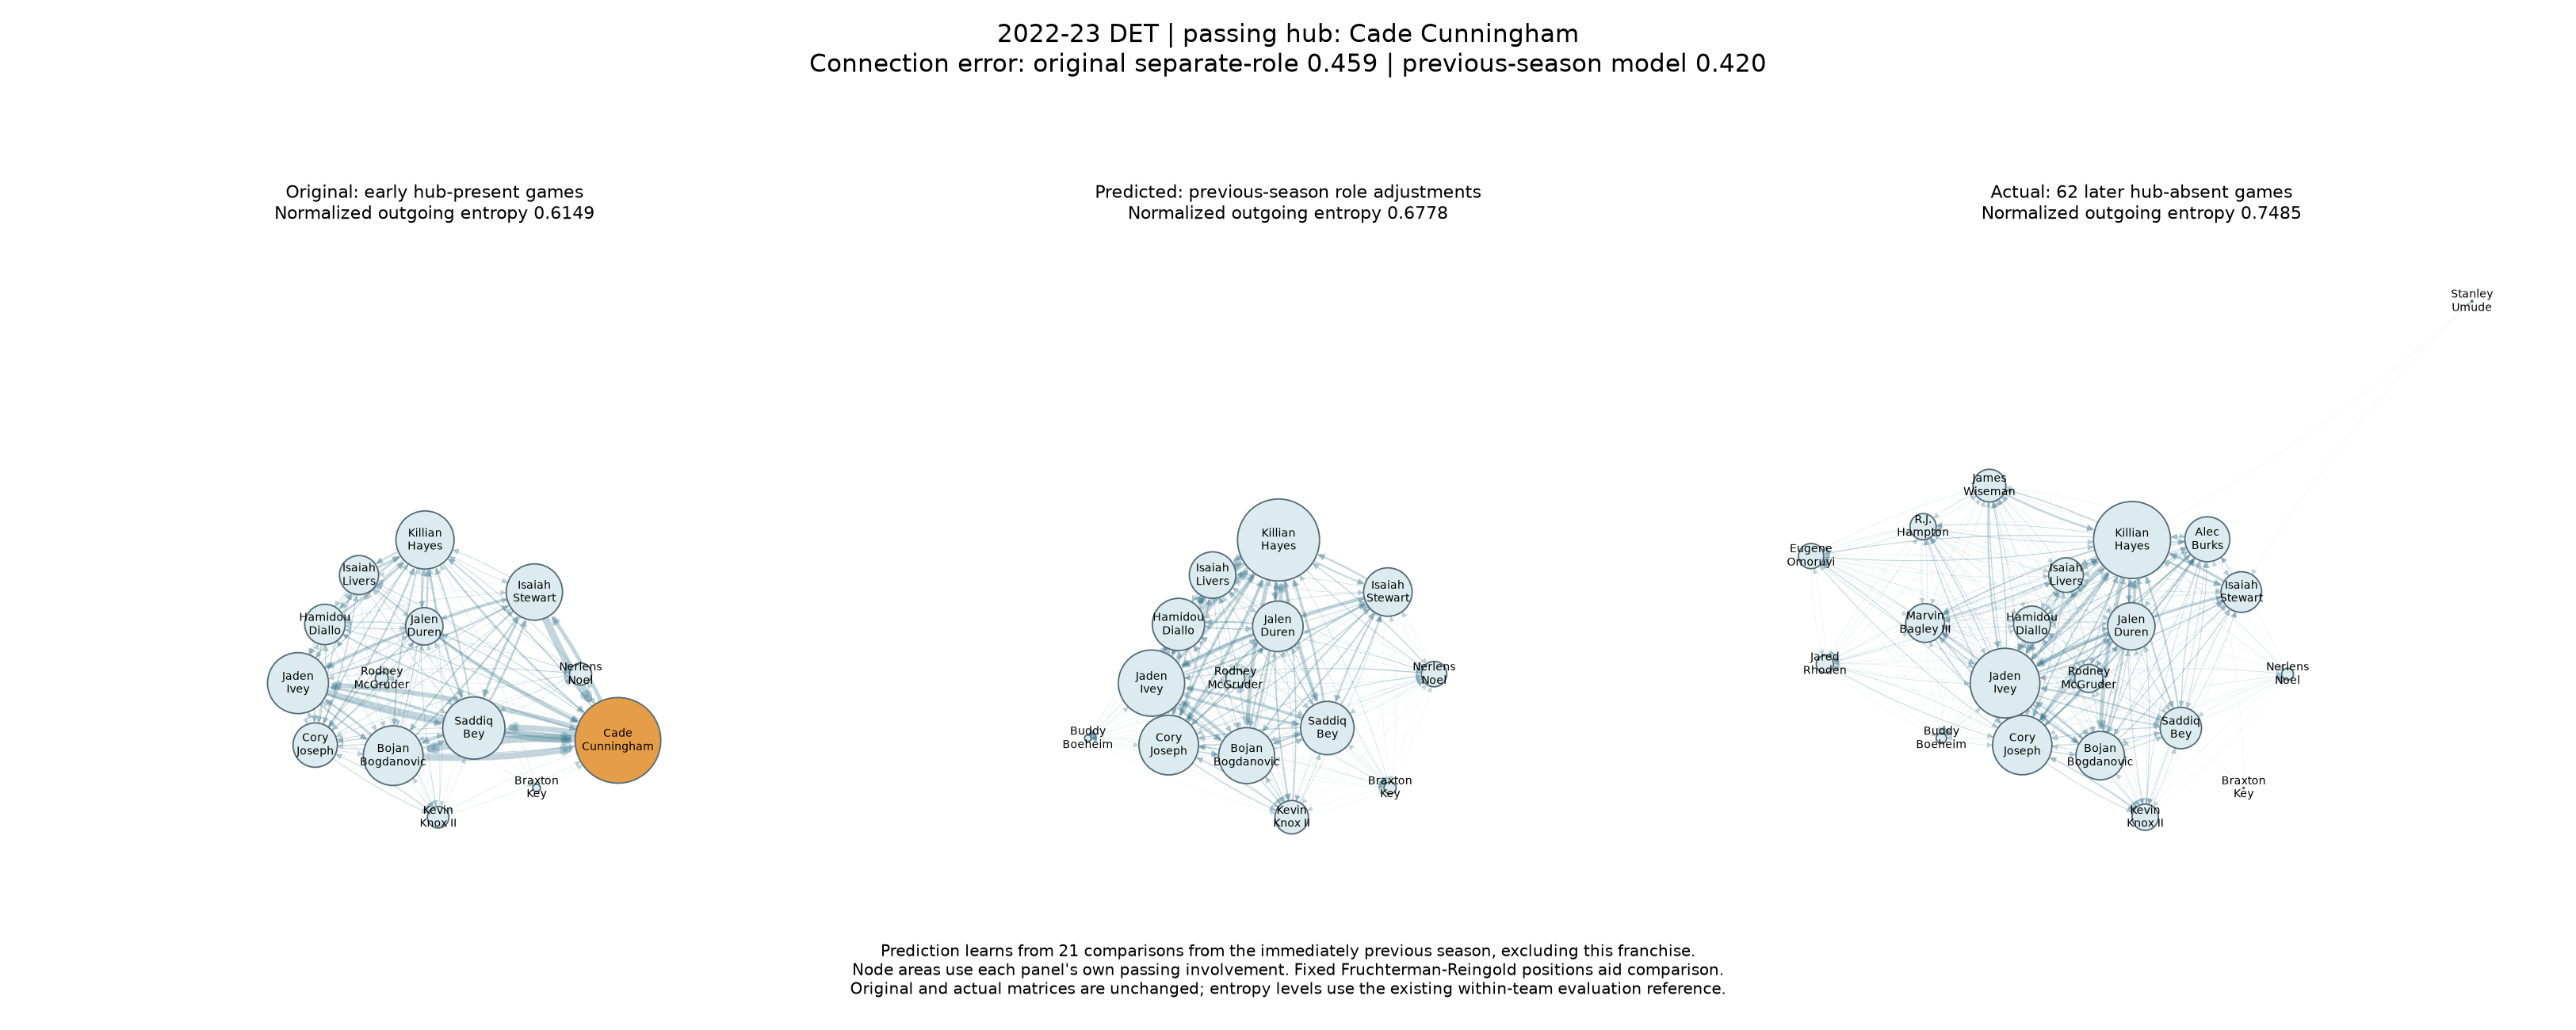 2022-23 DET | passing hub: Cade Cunningham
Connection error: original separate-role 0.459 | previous-season model 0.420
Original: early hub-present games
Normalized outgoing entropy 0.6149
Killian
Hayes
Isaiah
Livers
Isaiah
Stewart
Hamidou
Diallo
Jalen
Duren
Jaden
Ivey
Rodney
McGruder
Nerlens
Noel
Cory
Joseph
Bojan
Bogdanovic
Saddiq
Bey
Cade
Cunningham
Braxton
Key
Kevin
Knox II
Predicted: previous-season role adjustments
Normalized outgoing entropy 0.6778
Killian
Hayes
Isaiah
Livers
Isaiah
Stewart
Hamidou
Diallo
Jalen
Duren
Jaden
Ivey
Rodney
McGruder
Nerlens
Noel
Buddy
Boeheim
Cory
Joseph
Bojan
Bogdanovic
Saddiq
Bey
Braxton
Key
Kevin
Knox II
Actual: 62 later hub-absent games
Normalized outgoing entropy 0.7485
Stanley
Umude
James
Wiseman
R.J.
Hampton
Killian
Hayes
Alec
Burks
Eugene
Omoruyi
Isaiah
Livers
Isaiah
Stewart
Marvin
Bagley III
Hamidou
Diallo
Jalen
Duren
Jared
Rhoden
Jaden
Ivey
Rodney
McGruder
Nerlens
Noel
Buddy
Boeheim
Cory
Joseph
Bojan
Bogdanovic
Saddiq
Bey
Braxton
Key
Kevin
Knox II
Prediction learns from 21 comparisons from the immediately previous season, excluding this franchise.
Node areas use each panel's own passing involvement. Fixed Fruchterman-Reingold positions aid comparison.
Original and actual matrices are unchanged; entropy levels use the existing within-team evaluation reference.